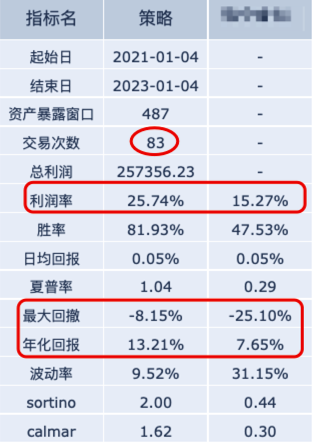 指标名 策略
起始日 2021-01-04 -
结束日 2023-01-04 -
资产暴露窗口 487 -
交易次数 83 -
总利润 257356.23 -
利润率 25.74% 15.27%
胜率 81.93% 47.53%
日均回报 0.05% 0.05%
夏普率 1.04 0.29
最大回撤 -8.15% -25.10%
年化回报 13.21% 7.65%
波动率 9.52% 31.15%
sortino 2.00 0.44
calmar 1.62 0.30